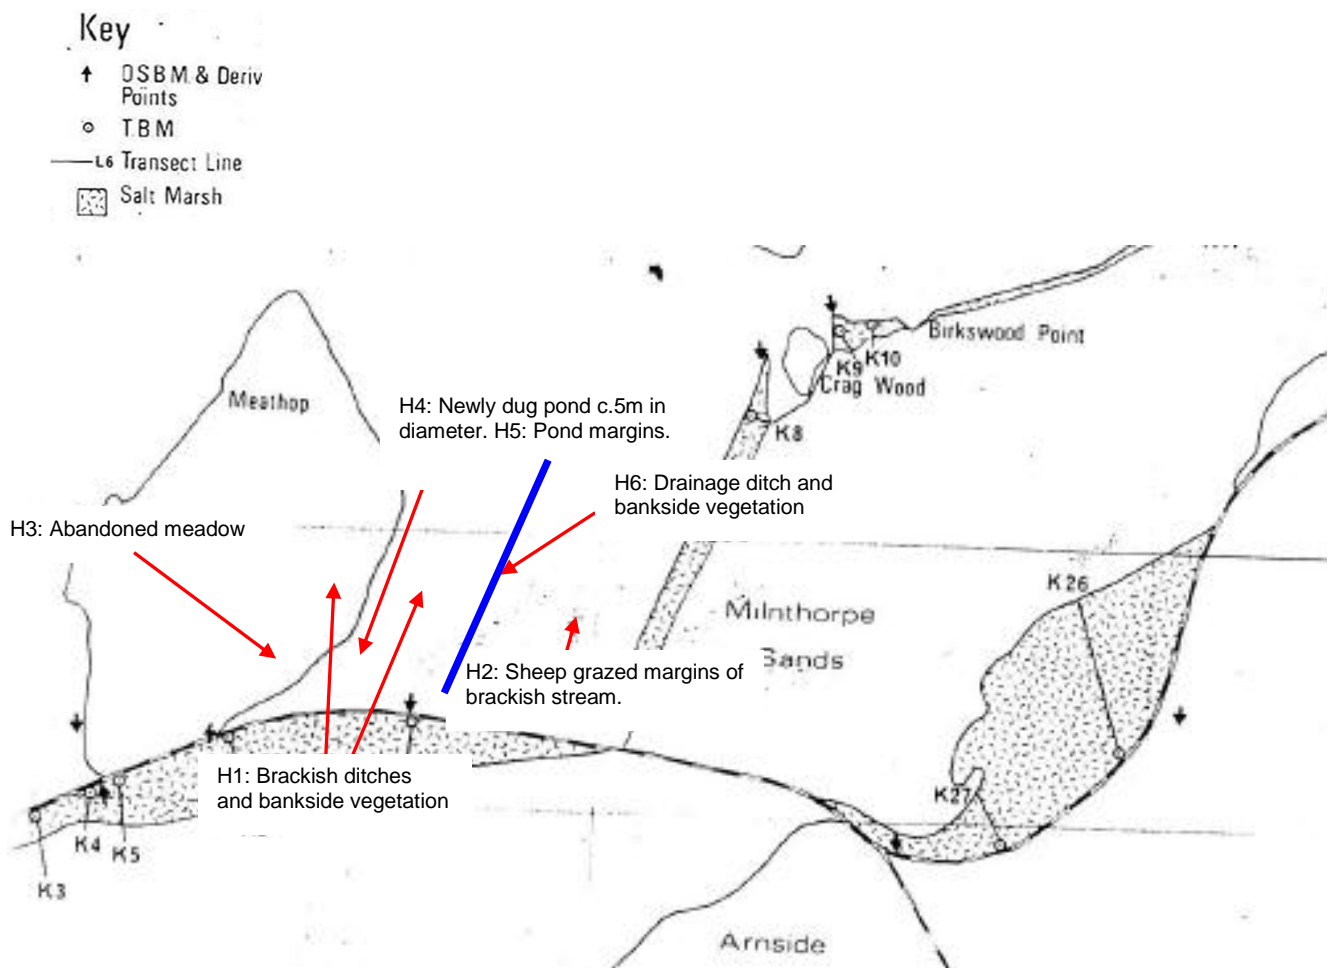 Key
O.S.B.M. & Deriv
Points
T.B.M
L6 Transect Line
Salt Marsh
Birkswood Point
K10
K9
Crag Wood
Meathop
H4: Newly dug pond c.5m in
diameter. H5: Pond margins.
K8
H6: Drainage ditch and
bankside vegetation
H3: Abandoned meadow
K26
Milnthorpe
Sands
H2: Sheep grazed margins of
brackish stream.
H1: Brackish ditches
and bankside vegetation
K27
K4
K5
K3
Arnside